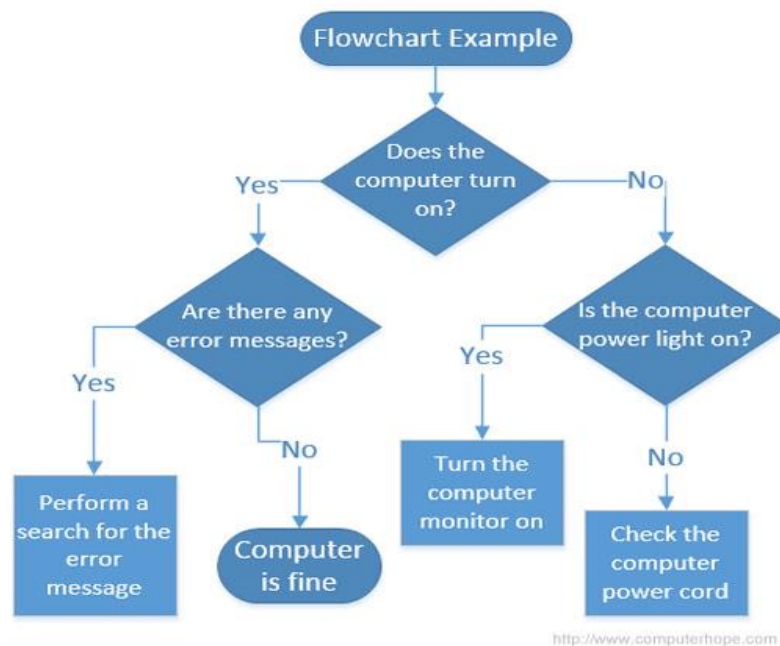 Flowchart Example
Does the
computer turn
on?
Yes
No
Are there any
error messages?
Is the computer
power light on?
Yes
No
Yes
No
Perform a
search for the
error
message
Computer
is fine
Turn the
computer
monitor on
Check the
computer
power cord
http://www.computerhope.com